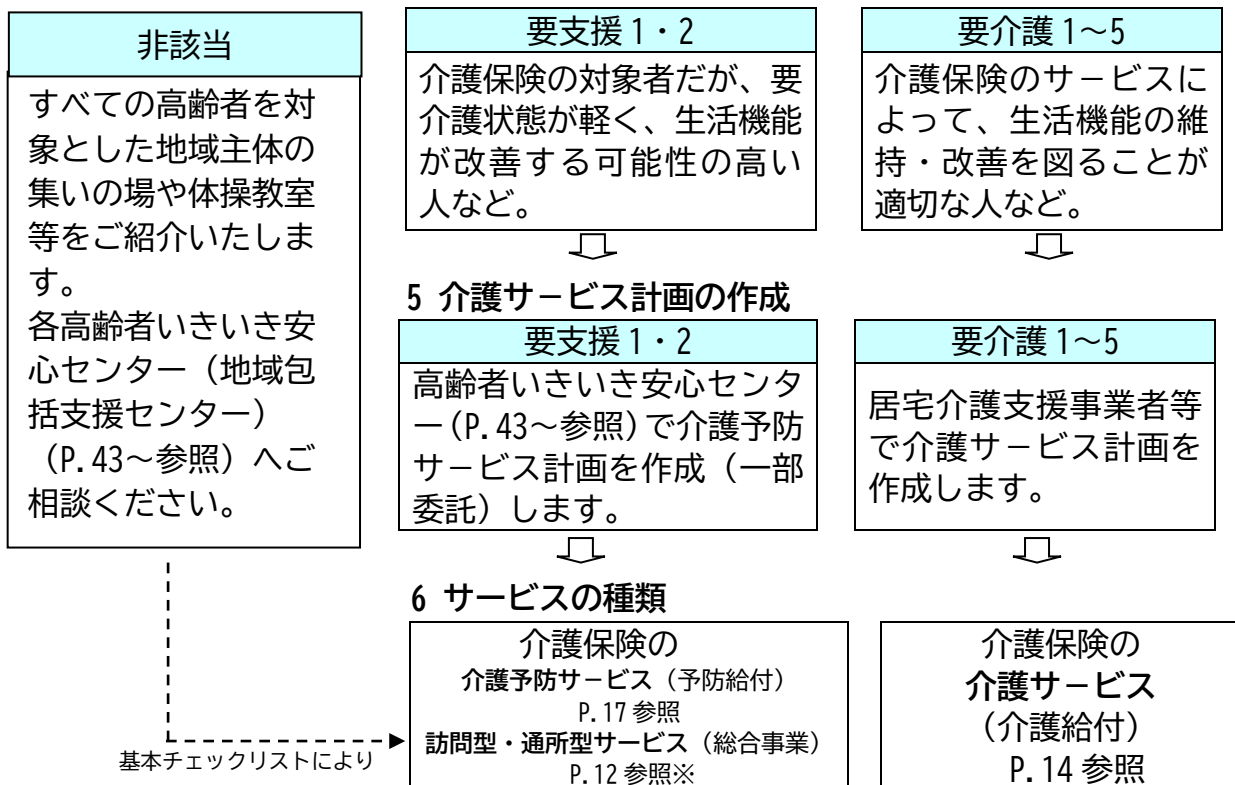 非該当
すべての高齢者を対
象とした地域主体の
集いの場や体操教室
等をご紹介いたしま
す。
各高齢者いきいき安
心センター（地域包
括支援センター）
（P.43～参照）へご
相談ください。
要支援1・2
介護保険の対象者だが、要
介護状態が軽く、生活機能
が改善する可能性の高い
人など。
要介護1～5
介護保険のサービスに
よって、生活機能の維
持・改善を図ることが
適切な人など。
5 介護サービス計画の作成
要支援1・2
高齢者いきいき安心センタ
ー(P.43～参照)で介護予防
サービス計画を作成（一部
委託）します。
要介護1～5
居宅介護支援事業者等
で介護サービス計画を
作成します。
6 サービスの種類
基本チェックリストにより
介護保険の
介護予防サービス（予防給付）
P.17参照
訪問型・通所型サービス（総合事業）
P.12参照※
介護保険の
介護サービス
（介護給付）
P.14参照